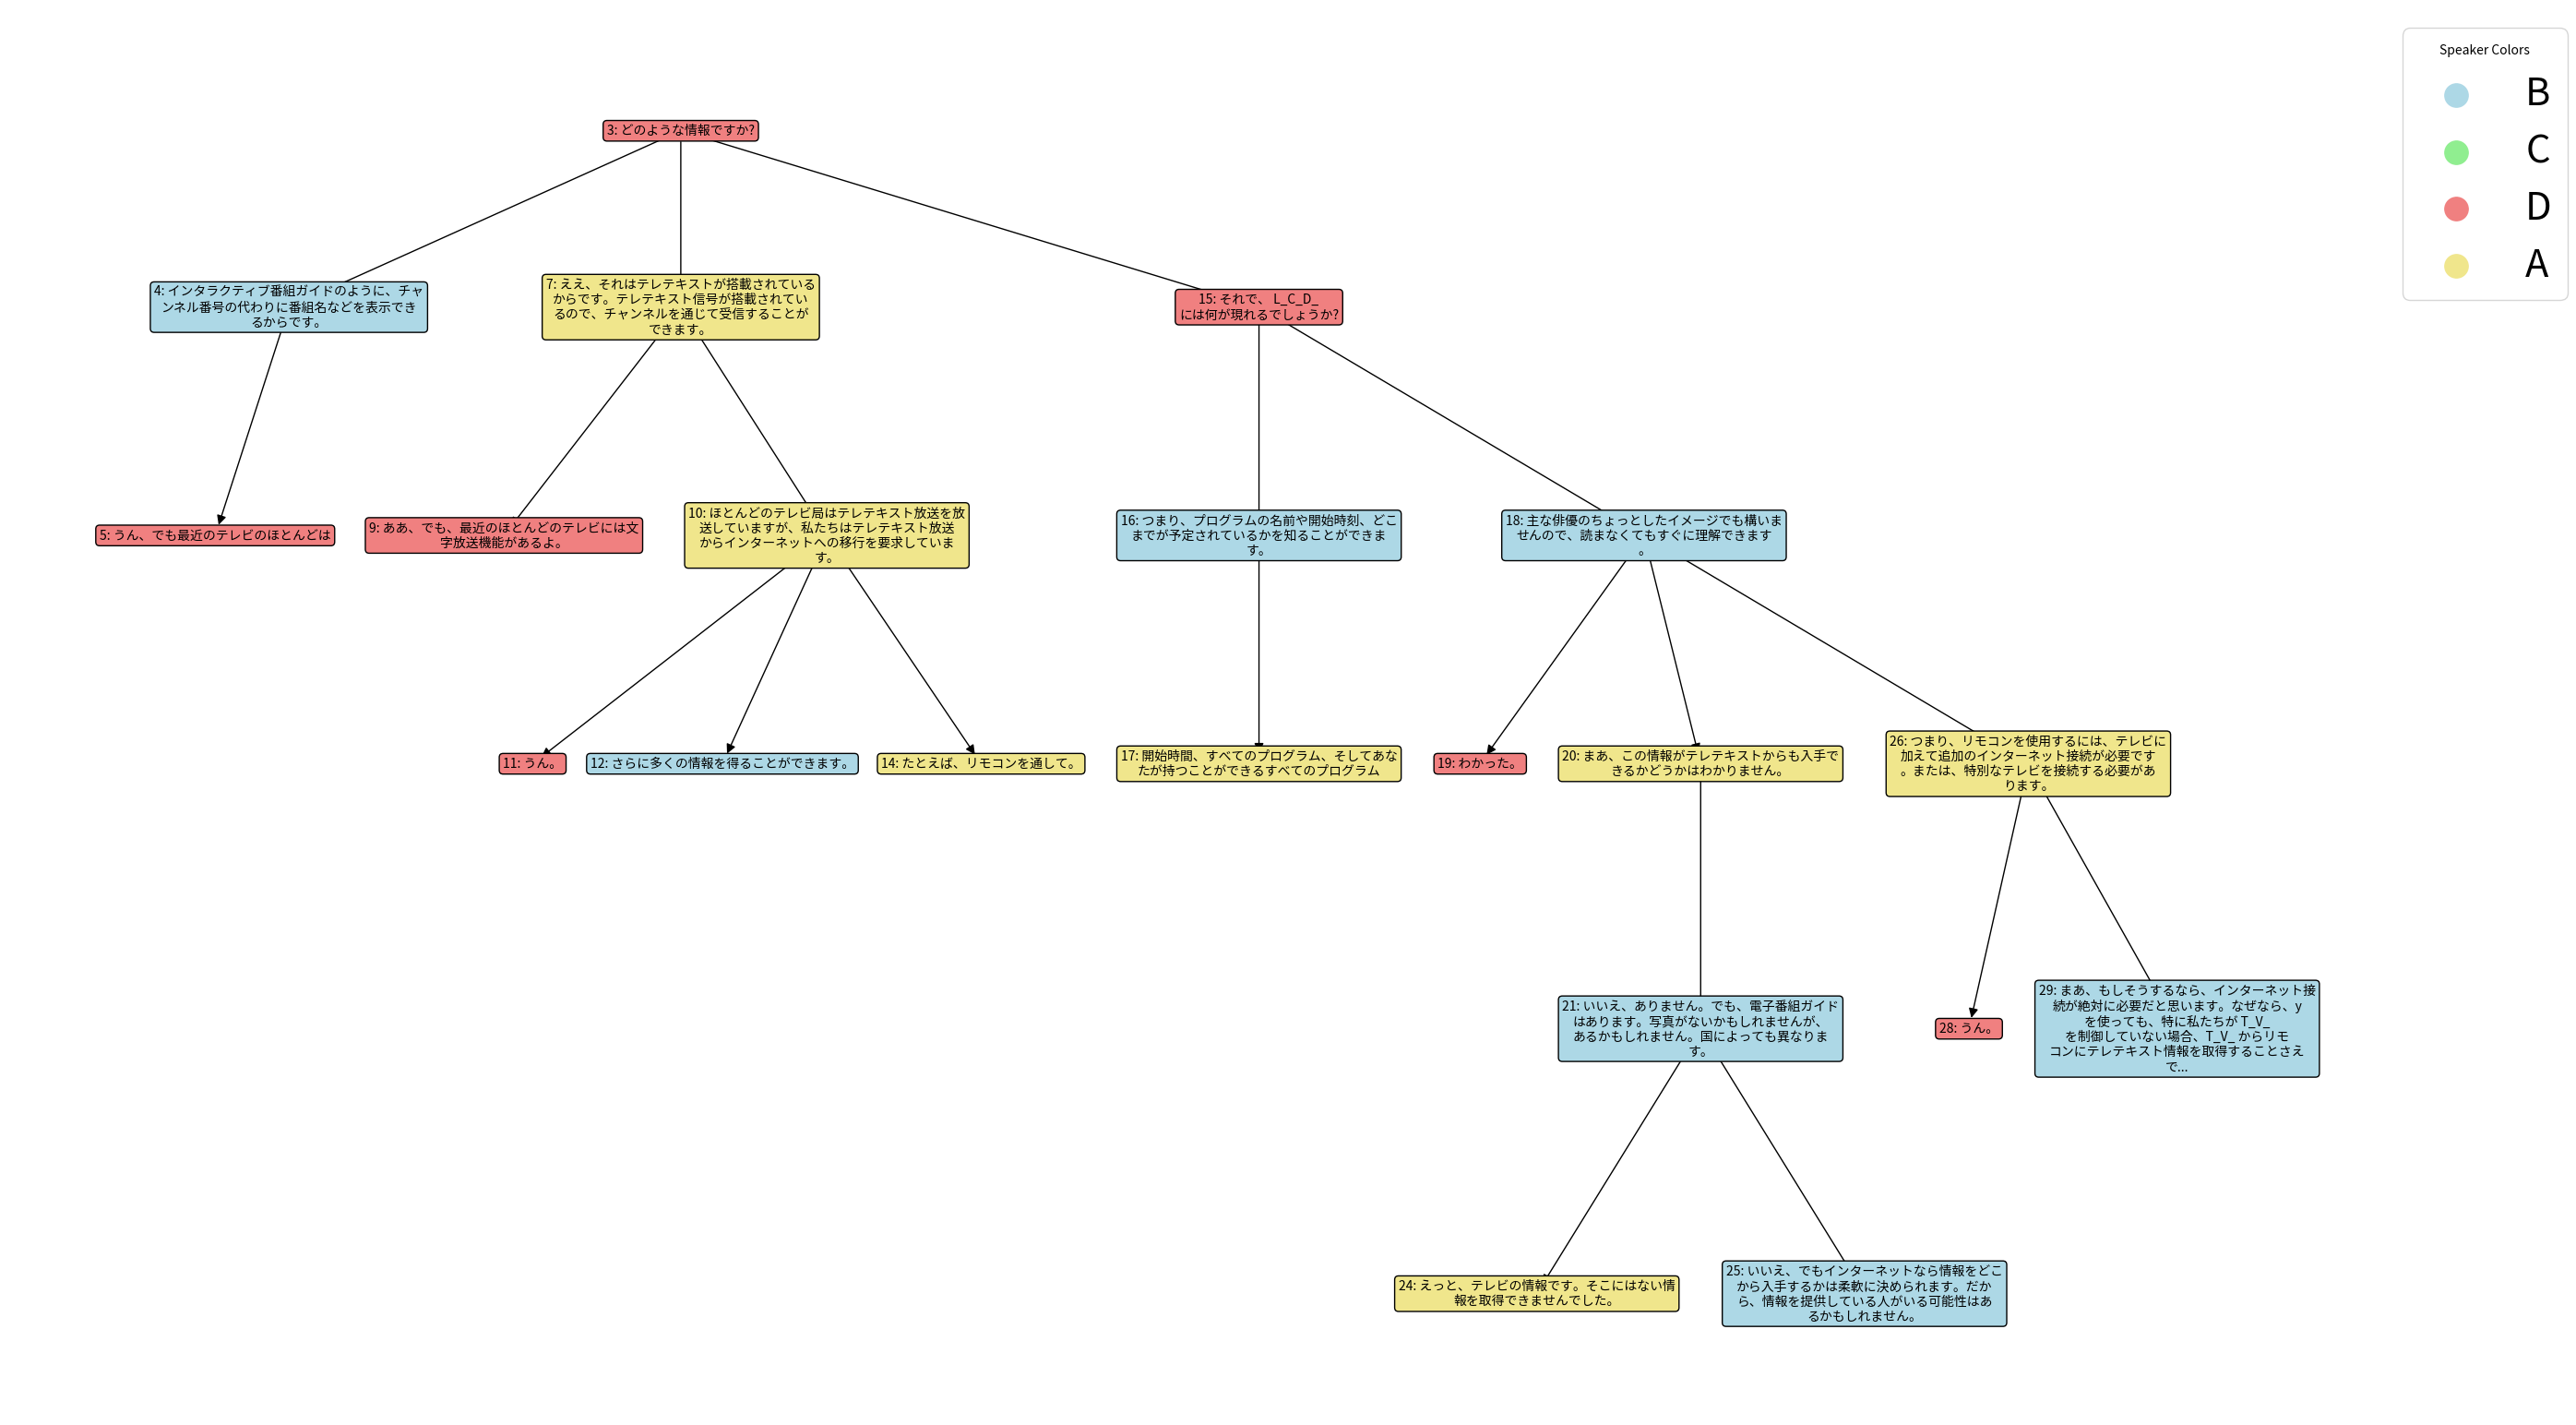 Speaker Colors
B
C
D
A
3: どのような情報ですか?
4: インタラクティブ番組ガイドのように、チャ
ンネル番号の代わりに番組名などを表示でき
るからです。
7: ええ、それはテレテキストが搭載されている
からです。テレテキスト信号が搭載されてい
るので、チャンネルを通じて受信することが
できます。
15: それで、 L_C_D_
には何が現れるでしょうか?
5: うん、でも最近のテレビのほとんどは
9: ああ、でも、最近のほとんどのテレビには文
字放送機能があるよ。
10: ほとんどのテレビ局はテレテキスト放送を放
送していますが、私たちはテレテキスト放送
からインターネットへの移行を要求していま
す。
16: つまり、プログラムの名前や開始時刻、どこ
までが予定されているかを知ることができま
す。
18: 主な俳優のちょっとしたイメージでも構いま
せんので、読まなくてもすぐに理解できます
。
11: うん。
12: さらに多くの情報を得ることができます。
14: たとえば、リモコンを通して。
17: 開始時間、すべてのプログラム、そしてあな
たが持つことができるすべてのプログラム
19: わかった。
20: まあ、この情報がテレテキストからも入手で
きるかどうかはわかりません。
26: つまり、リモコンを使用するには、テレビに
加えて追加のインターネット接続が必要です
。または、特別なテレビを接続する必要があ
ります。
21: いいえ、ありません。でも、電子番組ガイド
はあります。写真がないかもしれませんが、
あるかもしれません。国によっても異なりま
す。
28: うん。
29: まあ、もしそうするなら、インターネット接
続が絶対に必要だと思います。なぜなら、y
を使っても、特に私たちが T_V_
を制御していない場合、T_V_ からリモ
コンにテレテキスト情報を取得することさえ
で...
24: えっと、テレビの情報です。そこにはない情
報を取得できませんでした。
25: いいえ、でもインターネットなら情報をどこ
から入手するかは柔軟に決められます。だか
ら、情報を提供している人がいる可能性はあ
るかもしれません。